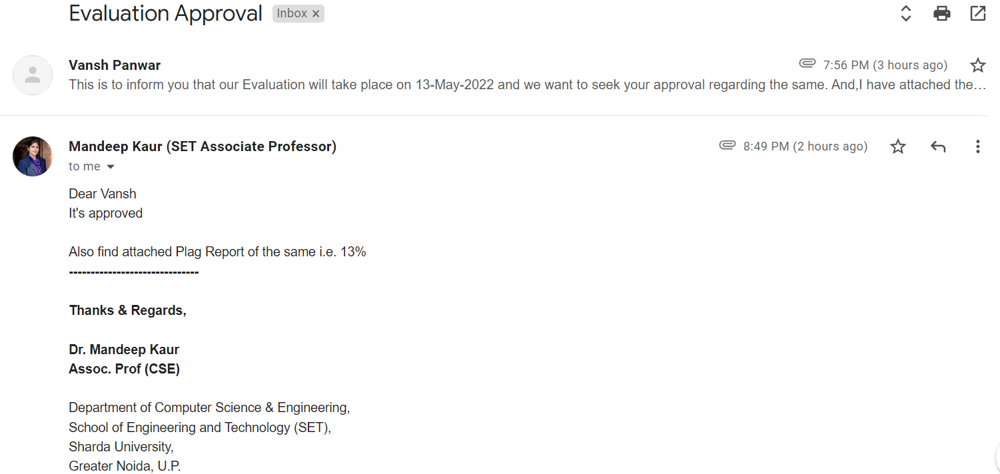 Evaluation Approval Inbox ×
Vansh Panwar 7:56 PM (3 hours ago)
This is to inform you that our Evaluation will take place on 13-May-2022 and we want to seek your approval regarding the same. And,I have attached the…
Mandeep Kaur (SET Associate Professor) 8:49 PM (2 hours ago)
to me
Dear Vansh
It's approved
Also find attached Plag Report of the same i.e. 13%
------------------------------
Thanks & Regards,
Dr. Mandeep Kaur
Assoc. Prof (CSE)
Department of Computer Science & Engineering,
School of Engineering and Technology (SET),
Sharda University,
Greater Noida, U.P.